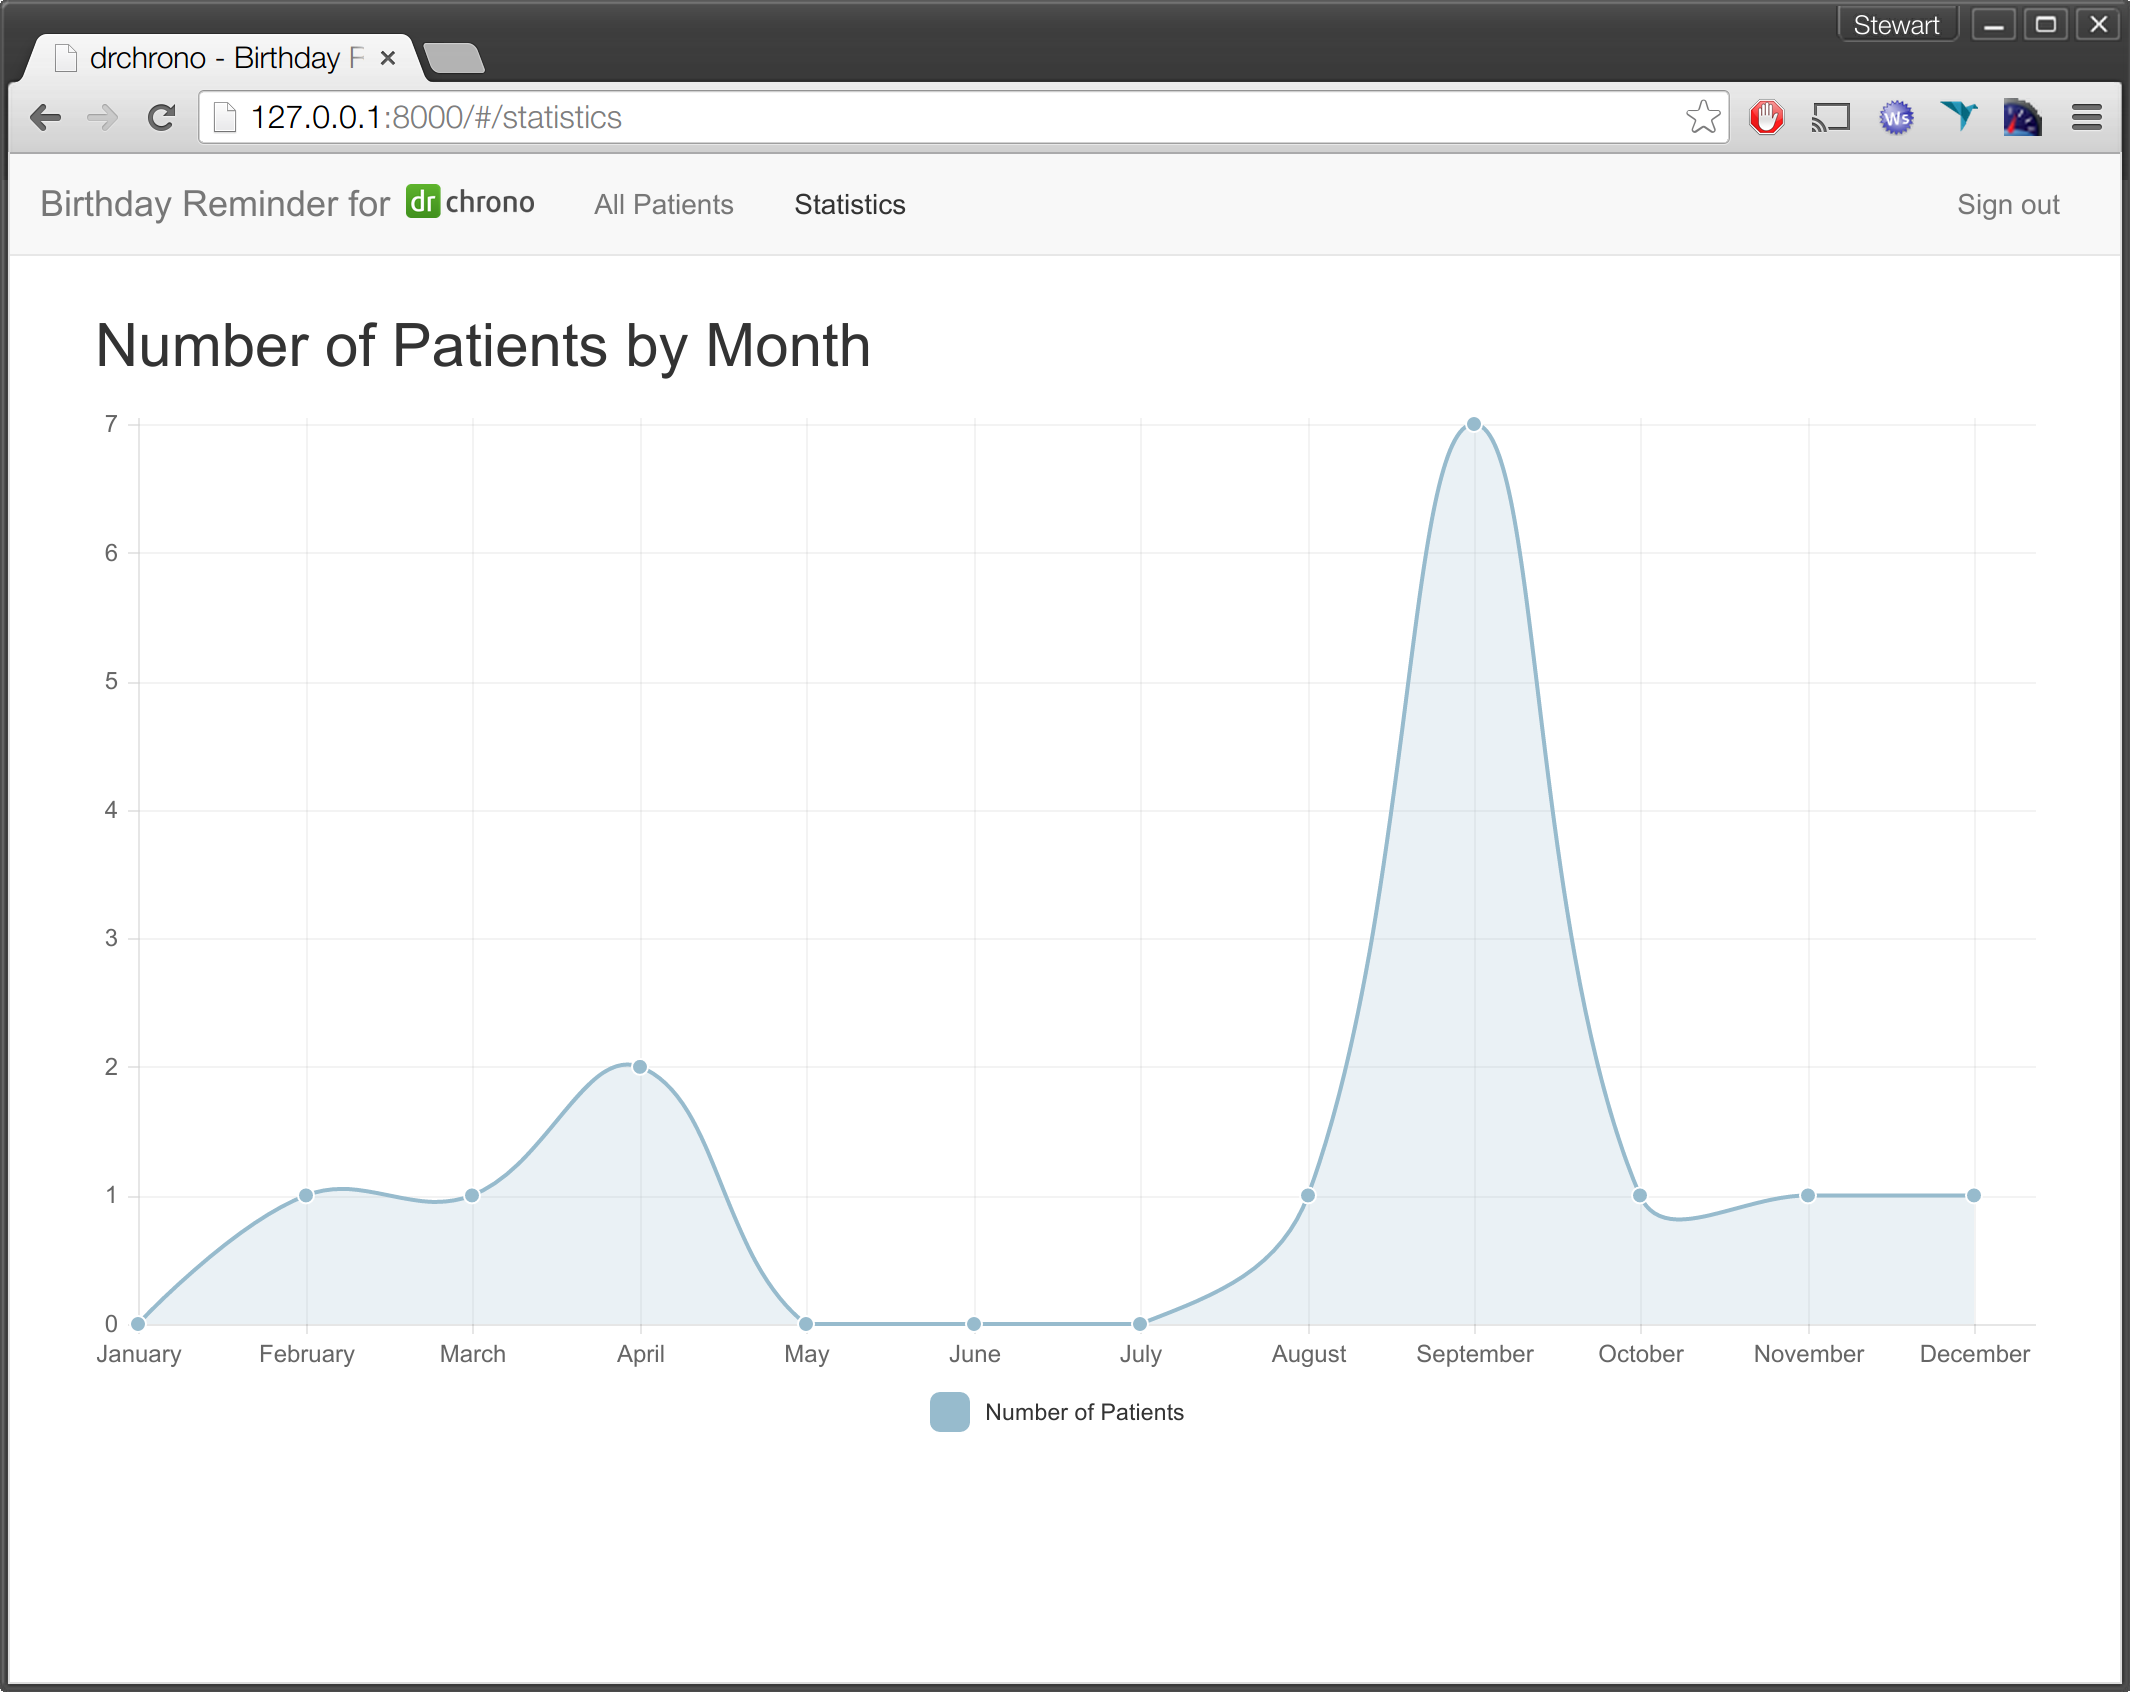 Stewart
drchrono - Birthday
127.0.0.1:8000/#/statistics
Ws
Birthday Reminder for dr chrono All Patients Statistics Sign out
Number of Patients by Month
7
6
5
4
3
2
1
0
January February March April May June July August September October November December
Number of Patients